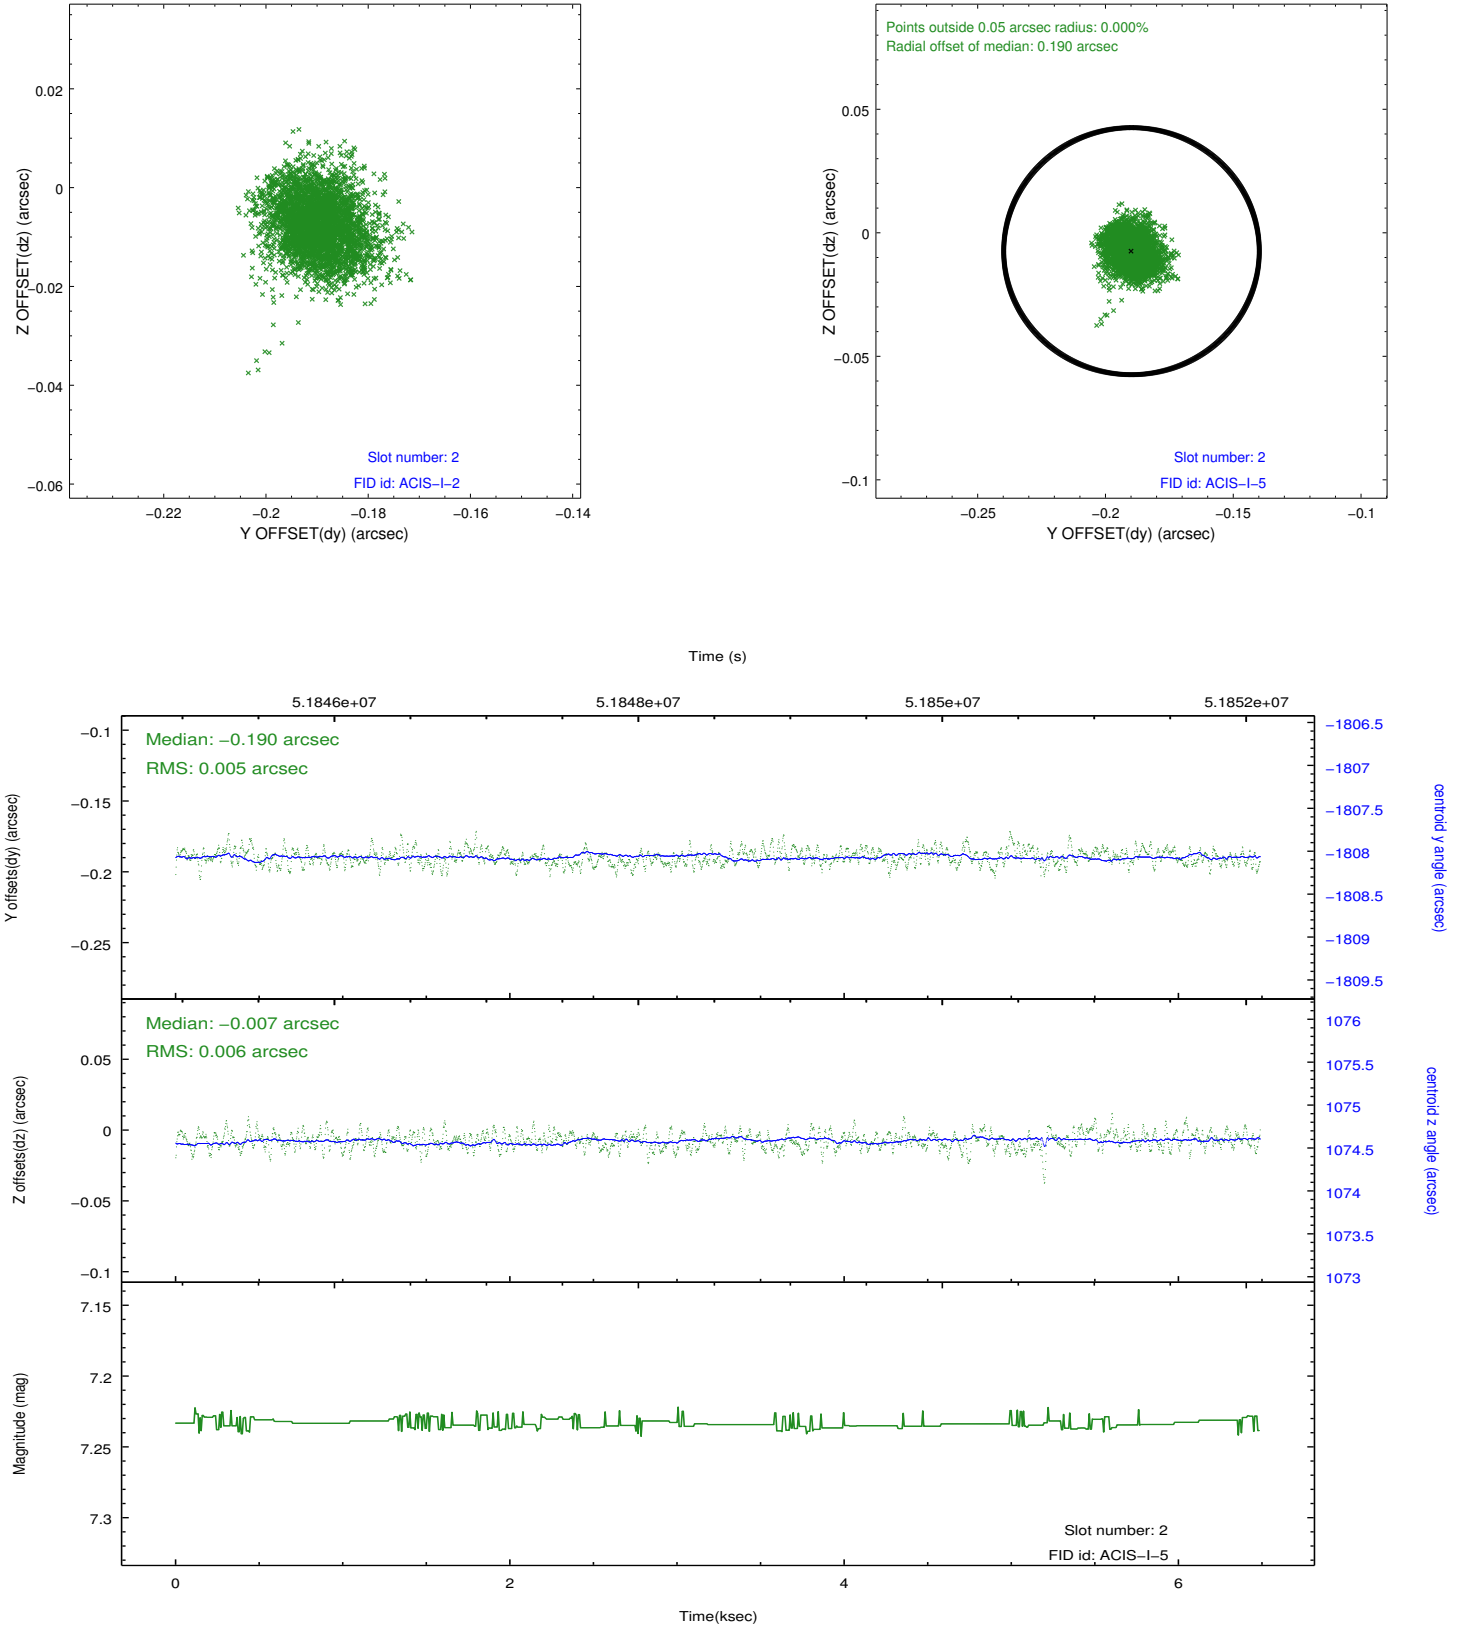 0.02
0
−0.02
−0.04
−0.06
Z OFFSET(dz) (arcsec)
Slot number: 2
FID id: ACIS−I−2
−0.22
−0.2
−0.18
−0.16
−0.14
Y OFFSET(dy) (arcsec)
Points outside 0.05 arcsec radius: 0.000%
Radial offset of median: 0.190 arcsec
0.05
0
−0.05
−0.1
Z OFFSET(dz) (arcsec)
Slot number: 2
FID id: ACIS−I−5
−0.25
−0.2
−0.15
−0.1
Y OFFSET(dy) (arcsec)
Time (s)
5.1846e+07
5.1848e+07
5.185e+07
5.1852e+07
Median: −0.190 arcsec
RMS: 0.005 arcsec
−0.1
−0.15
−0.2
−0.25
Y offsets(dy) (arcsec)
−1806.5
−1807
−1807.5
−1808
−1808.5
−1809
−1809.5
centroid y angle (arcsec)
Median: −0.007 arcsec
RMS: 0.006 arcsec
0.05
0
−0.05
−0.1
Z offsets(dz) (arcsec)
1076
1075.5
1075
1074.5
1074
1073.5
1073
centroid z angle (arcsec)
7.15
7.2
7.25
7.3
Magnitude (mag)
Slot number: 2
FID id: ACIS−I−5
0
2
4
6
Time(ksec)